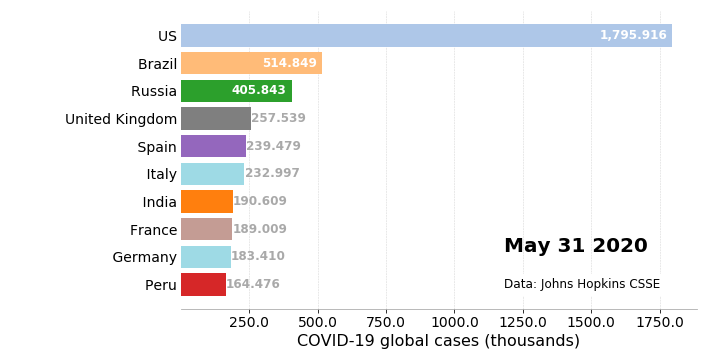 US 1,795.916
Brazil 514.849
Russia 405.843
United Kingdom 257.539
Spain 239.479
Italy 232.997
India 190.609
France 189.009
Germany 183.410
Peru 164.476
May 31 2020
Data: Johns Hopkins CSSE
250.0 500.0 750.0 1000.0 1250.0 1500.0 1750.0
COVID-19 global cases (thousands)